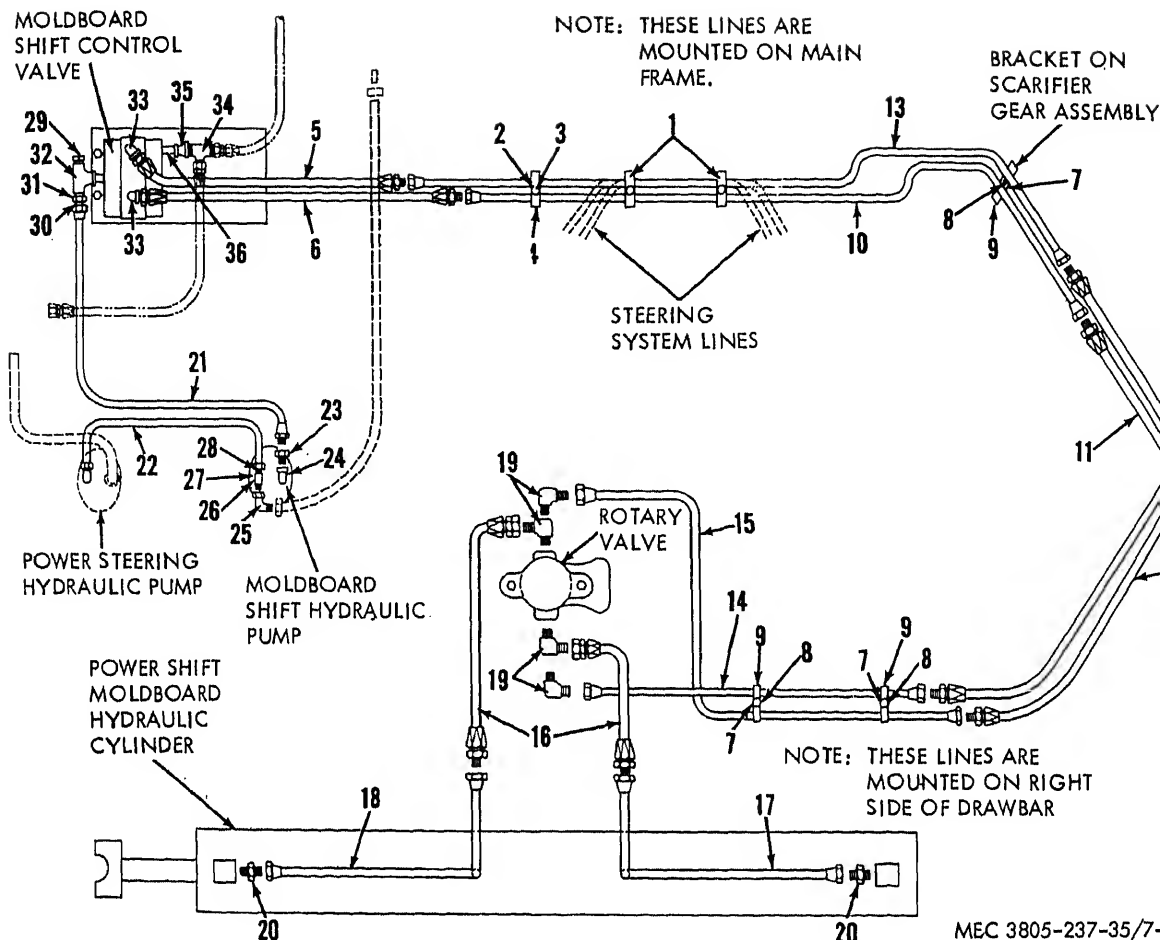 MOLDBOARD
SHIFT CONTROL
VALVE
NOTE: THESE LINES ARE
MOUNTED ON MAIN
FRAME.
BRACKET ON
SCARIFIER
GEAR ASSEMBLY
29
32
31
30
33
35
34
5
33
36
6
2
3
4
1
13
10
7
8
9
STEERING
SYSTEM LINES
21
22
28
27
26
25
23
24
11
19
ROTARY
VALVE
15
POWER STEERING
HYDRAULIC PUMP
MOLDBOARD
SHIFT HYDRAULIC
PUMP
14
9
8
7
9
8
7
19
16
POWER SHIFT
MOLDBOARD
HYDRAULIC
CYLINDER
NOTE: THESE LINES ARE
MOUNTED ON RIGHT
SIDE OF DRAWBAR
18
17
20
20
MEC 3805-237-35/7-